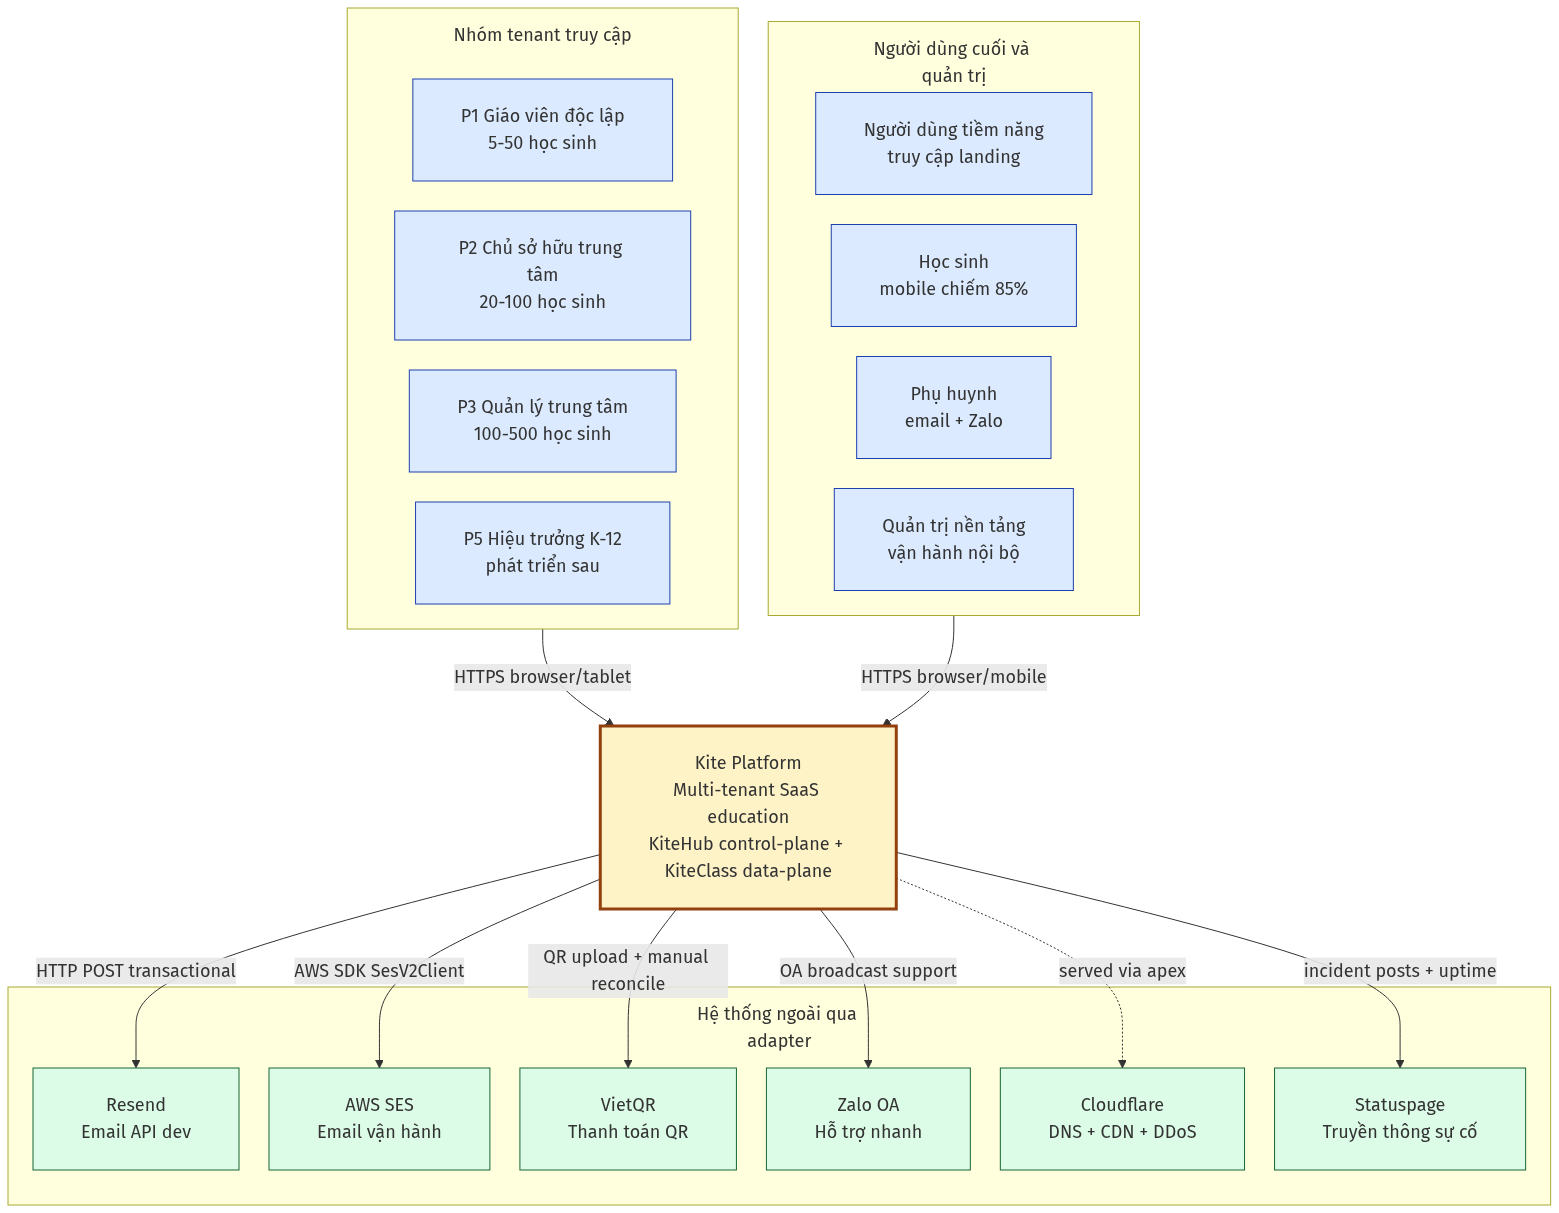 Nhóm tenant truy cập
P1 Giáo viên độc lập
5-50 học sinh
P2 Chủ sở hữu trung
tâm
20-100 học sinh
P3 Quản lý trung tâm
100-500 học sinh
P5 Hiệu trưởng K-12
phát triển sau
Người dùng cuối và
quản trị
Người dùng tiềm năng
truy cập landing
Học sinh
mobile chiếm 85%
Phụ huynh
email + Zalo
Quản trị nền tảng
vận hành nội bộ
HTTPS browser/tablet
HTTPS browser/mobile
Kite Platform
Multi-tenant SaaS
education
KiteHub control-plane +
KiteClass data-plane
HTTP POST transactional
AWS SDK SesV2Client
QR upload + manual
reconcile
OA broadcast support
served via apex
incident posts + uptime
Hệ thống ngoài qua
adapter
Resend
Email API dev
AWS SES
Email vận hành
VietQR
Thanh toán QR
Zalo OA
Hỗ trợ nhanh
Cloudflare
DNS + CDN + DDoS
Statuspage
Truyền thông sự cố